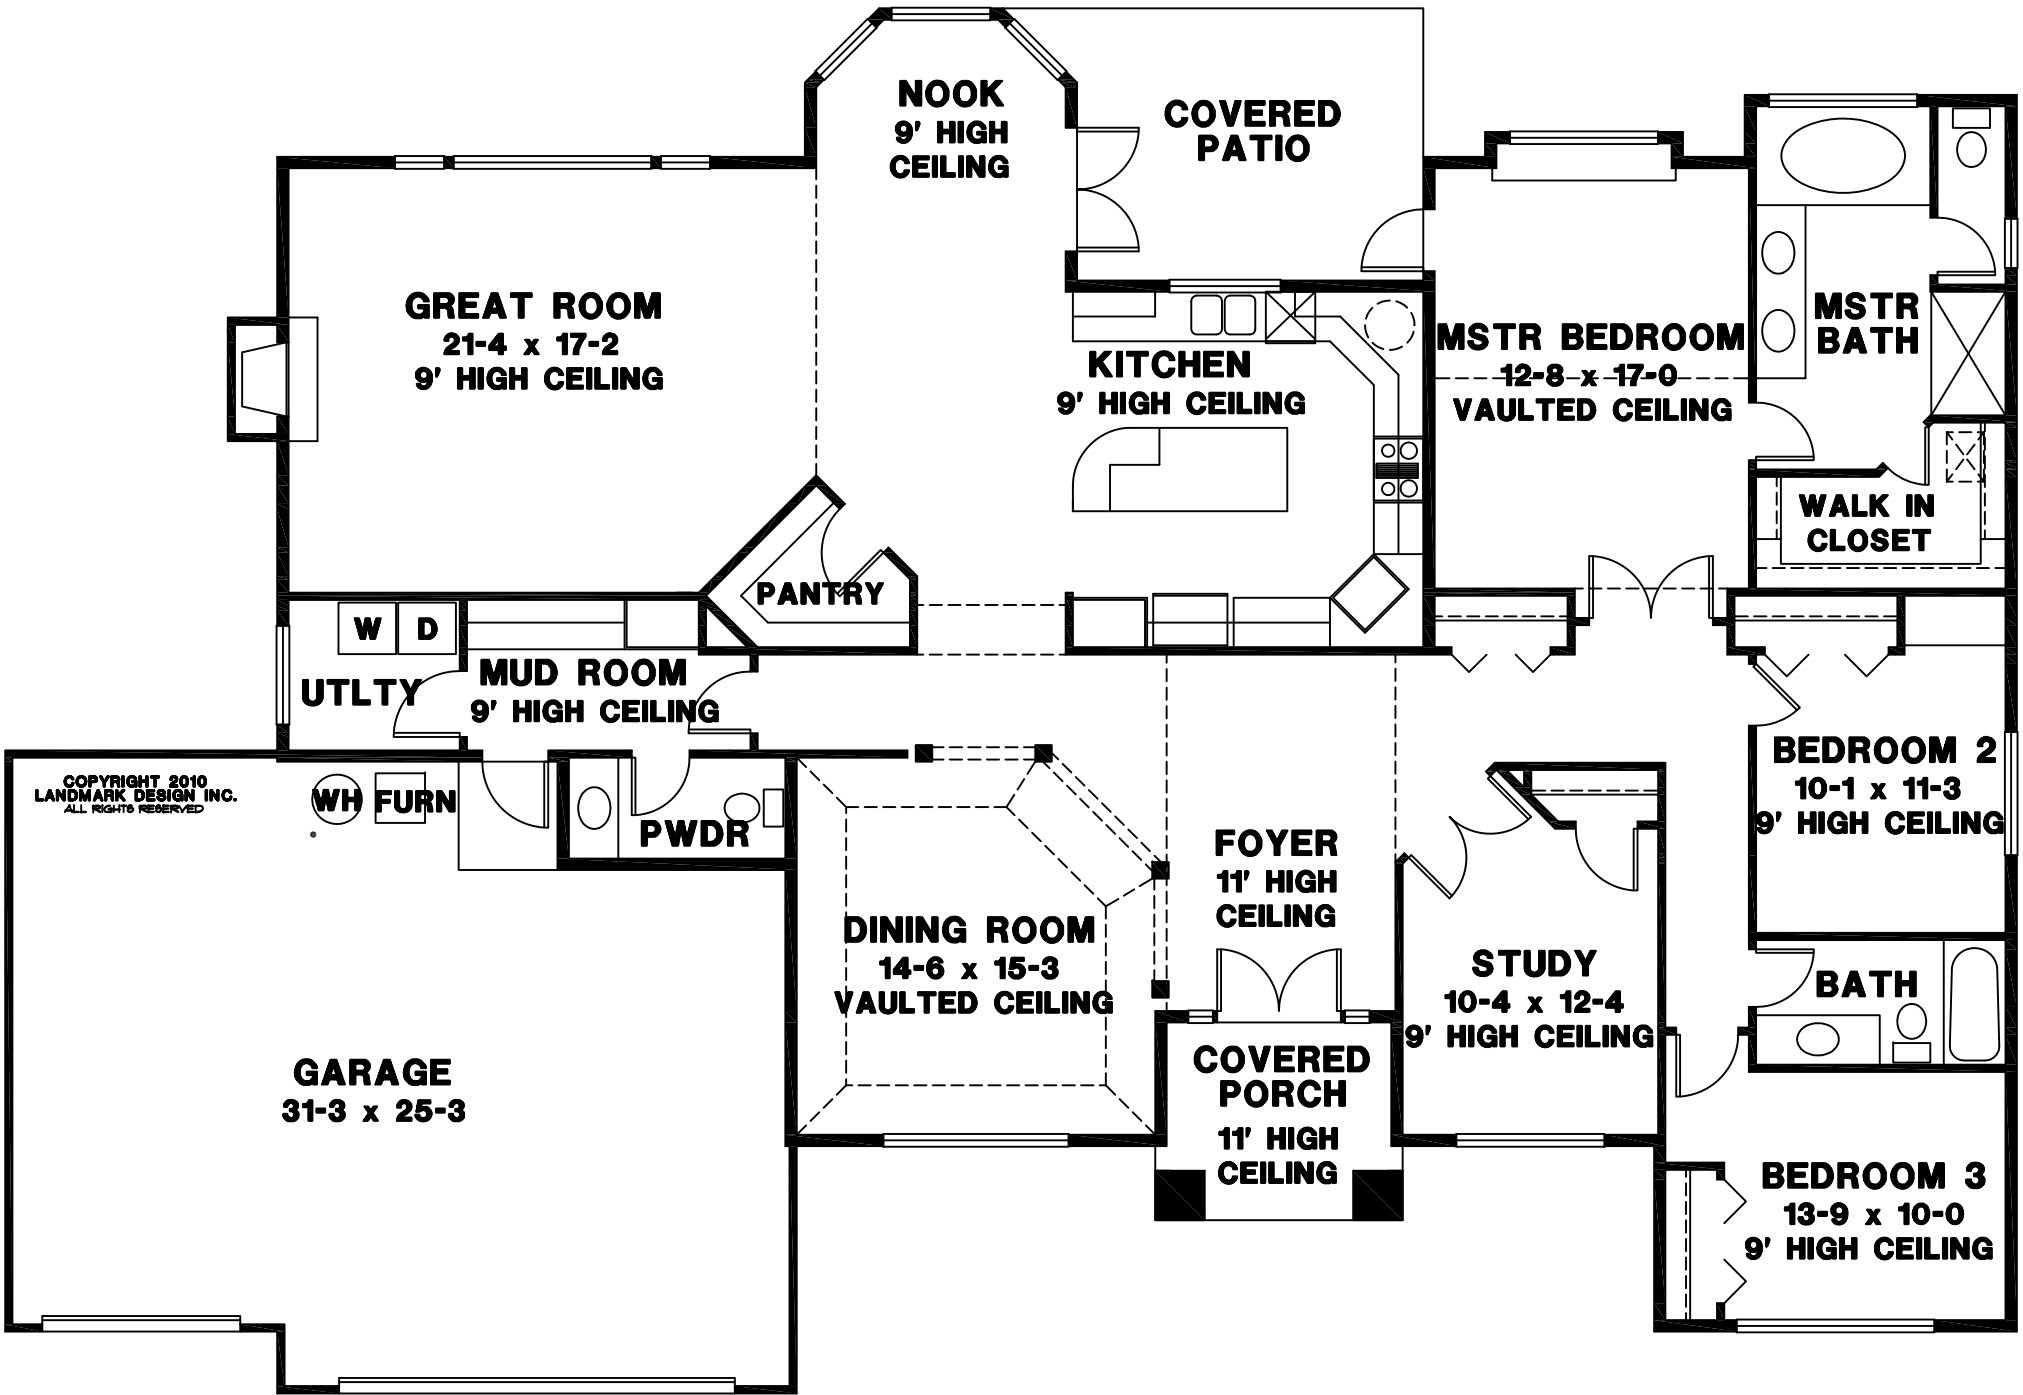 NOOK
9' HIGH
CEILING
COVERED
PATIO
GREAT ROOM
21-4 x 17-2
9' HIGH CEILING
KITCHEN
9' HIGH CEILING
MSTR BEDROOM
12-8 x 17-0
VAULTED CEILING
MSTR
BATH
WALK IN
CLOSET
PANTRY
W
D
UTLTY
MUD ROOM
9' HIGH CEILING
COPYRIGHT 2010
LANDMARK DESIGN INC.
ALL RIGHTS RESERVED
WH
FURN
PWDR
FOYER
11' HIGH
CEILING
BEDROOM 2
10-1 x 11-3
9' HIGH CEILING
DINING ROOM
14-6 x 15-3
VAULTED CEILING
STUDY
10-4 x 12-4
9' HIGH CEILING
BATH
GARAGE
31-3 x 25-3
COVERED
PORCH
11' HIGH
CEILING
BEDROOM 3
13-9 x 10-0
9' HIGH CEILING